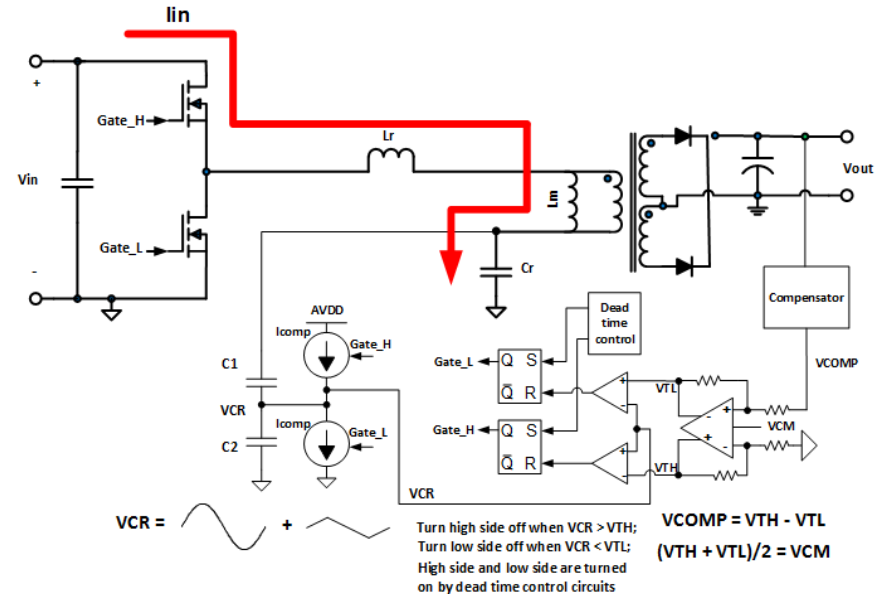 Iin
+
Gate_H
Lr
Vin
Lm
Vout
Gate_L
-
Cr
AVDD
Icomp
Gate_H
C1
VCR
Icomp
Gate_L
C2
Dead
time
control
Compensator
VCOMP
Gate_L
Q S
Q̅ R
+
-
VTL
Gate_H
Q S
Q̅ R
+
-
VTH
+
-
+
-
VCM
VCR
VCR = +
Turn high side off when VCR > VTH;
Turn low side off when VCR < VTL;
High side and low side are turned
on by dead time control circuits
VCOMP = VTH - VTL
(VTH + VTL)/2 = VCM